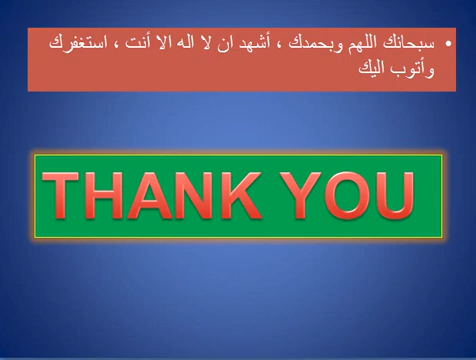 • سبحانك اللهم وبحمدك ، أشهد ان لا اله الا أنت ، استغفرك
وأتوب اليك
THANK YOU